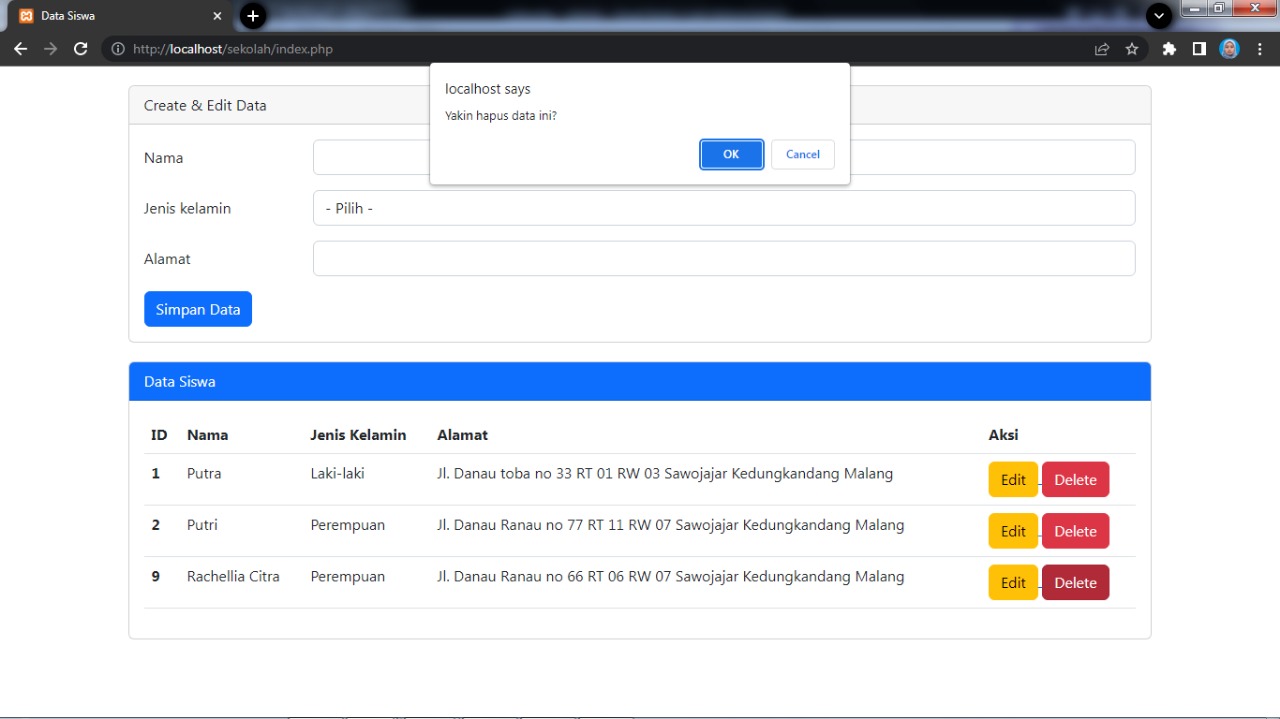 Data Siswa
http://localhost/sekolah/index.php
localhost says
Yakin hapus data ini?
OK Cancel
Create & Edit Data
Nama
Jenis kelamin - Pilih -
Alamat
Simpan Data
Data Siswa
ID Nama Jenis Kelamin Alamat Aksi
1 Putra Laki-laki Jl. Danau toba no 33 RT 01 RW 03 Sawojajar Kedungkandang Malang Edit Delete
2 Putri Perempuan Jl. Danau Ranau no 77 RT 11 RW 07 Sawojajar Kedungkandang Malang Edit Delete
9 Rachellia Citra Perempuan Jl. Danau Ranau no 66 RT 06 RW 07 Sawojajar Kedungkandang Malang Edit Delete